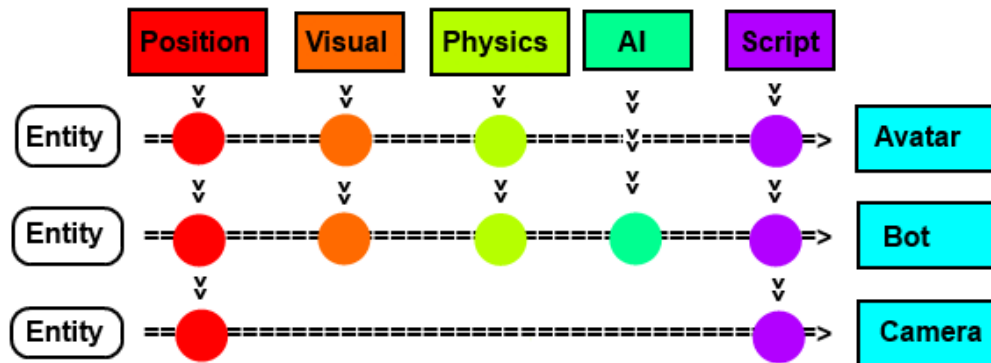 Position Visual Physics AI Script
Entity Avatar
Entity Bot
Entity Camera